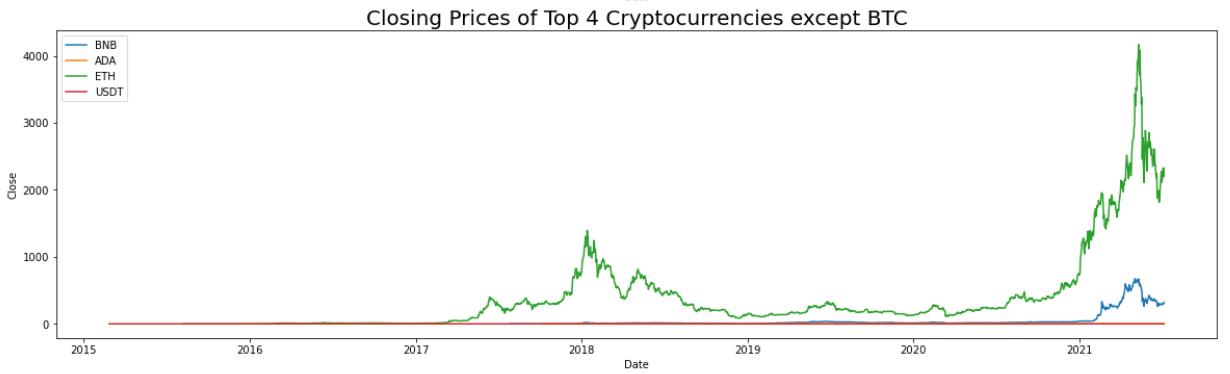 Closing Prices of Top 4 Cryptocurrencies except BTC
BNB
ADA
ETH
USDT
4000
3000
2000
1000
0
Close
2015 2016 2017 2018 2019 2020 2021
Date